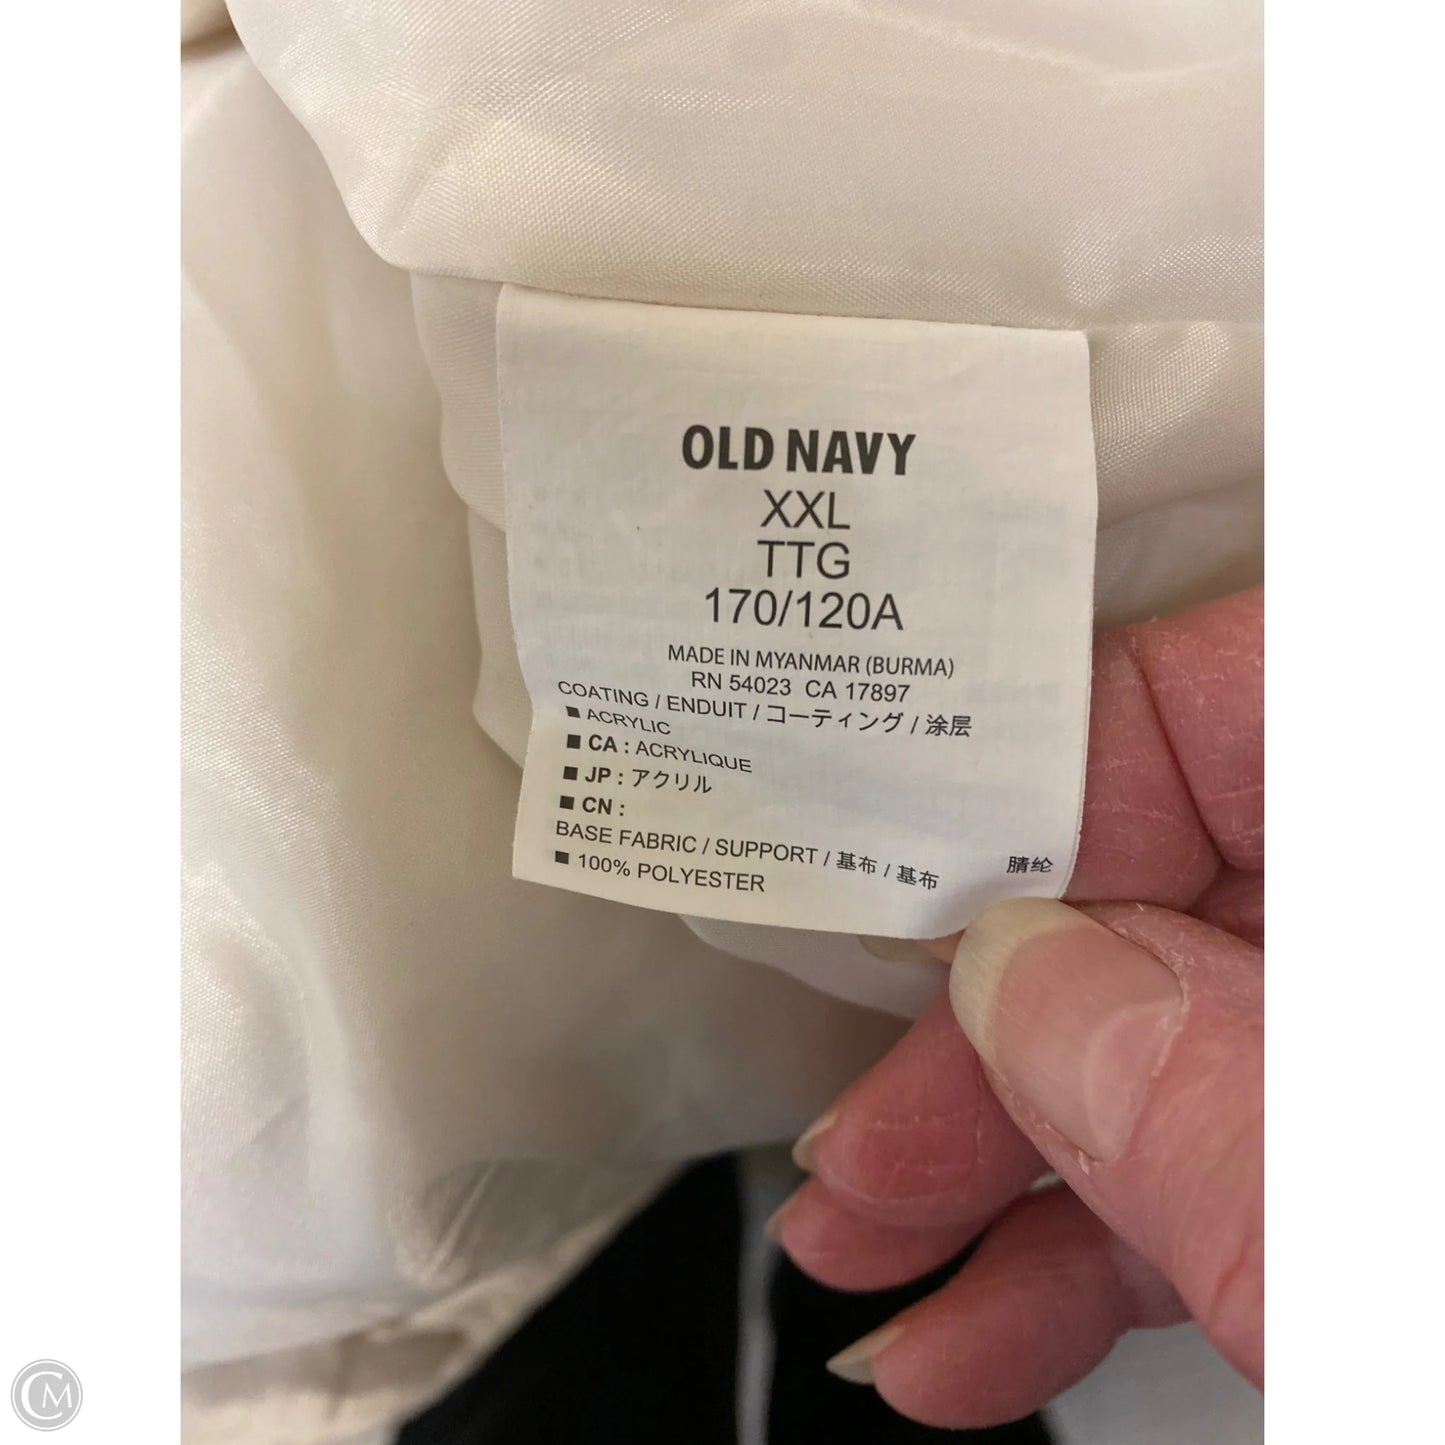 OLD NAVY
XXL
TTG
170/120A
MADE IN MYANMAR (BURMA)
RN 54023 CA 17897
COATING / ENDUIT / コーティング / 涂层
■ ACRYLIC
■ CA : ACRYLIQUE
■ JP : アクリル
■ CN :
BASE FABRIC / SUPPORT / 基布 / 基布
腈纶
■ 100% POLYESTER
CM